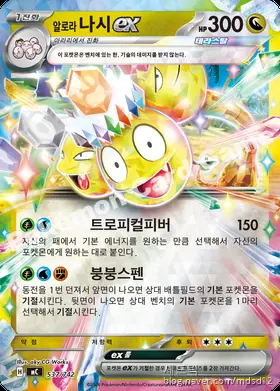 1진화
알로라 나시 ex
HP 300
아라리에서 진화
테라스탈
이 포켓몬은 벤치에 있는 한, 기술의 데미지를 받지 않는다.
트로피컬피버 150
자신의 패에서 기본 에너지를 원하는 만큼 선택해서 자신의
포켓몬에게 원하는 대로 붙인다.
붕붕스펜
동전을 1번 던져서 앞면이 나오면 상대 배틀필드의 기본 포켓몬
을 기절시킨다. 뒷면이 나오면 상대 벤치의 기본 포켓몬을 1마리
선택해서 기절시킨다.
약점
저항력
후퇴
ex 룰
H mC 537/742
mdsdr2